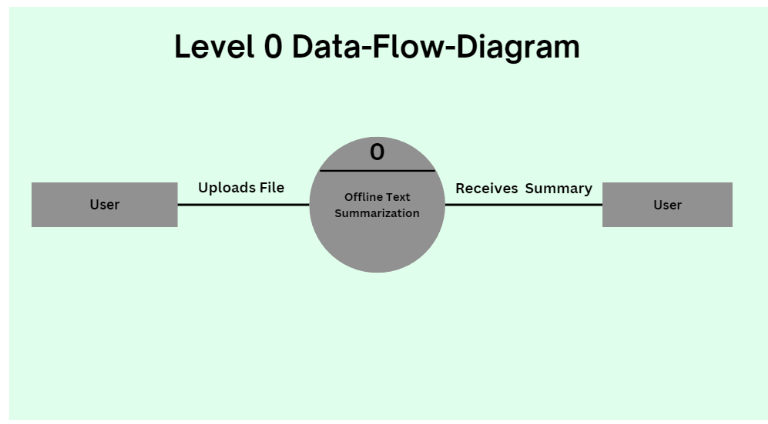 Level 0 Data-Flow-Diagram
0
Uploads File
Receives Summary
User
Offline Text
Summarization
User